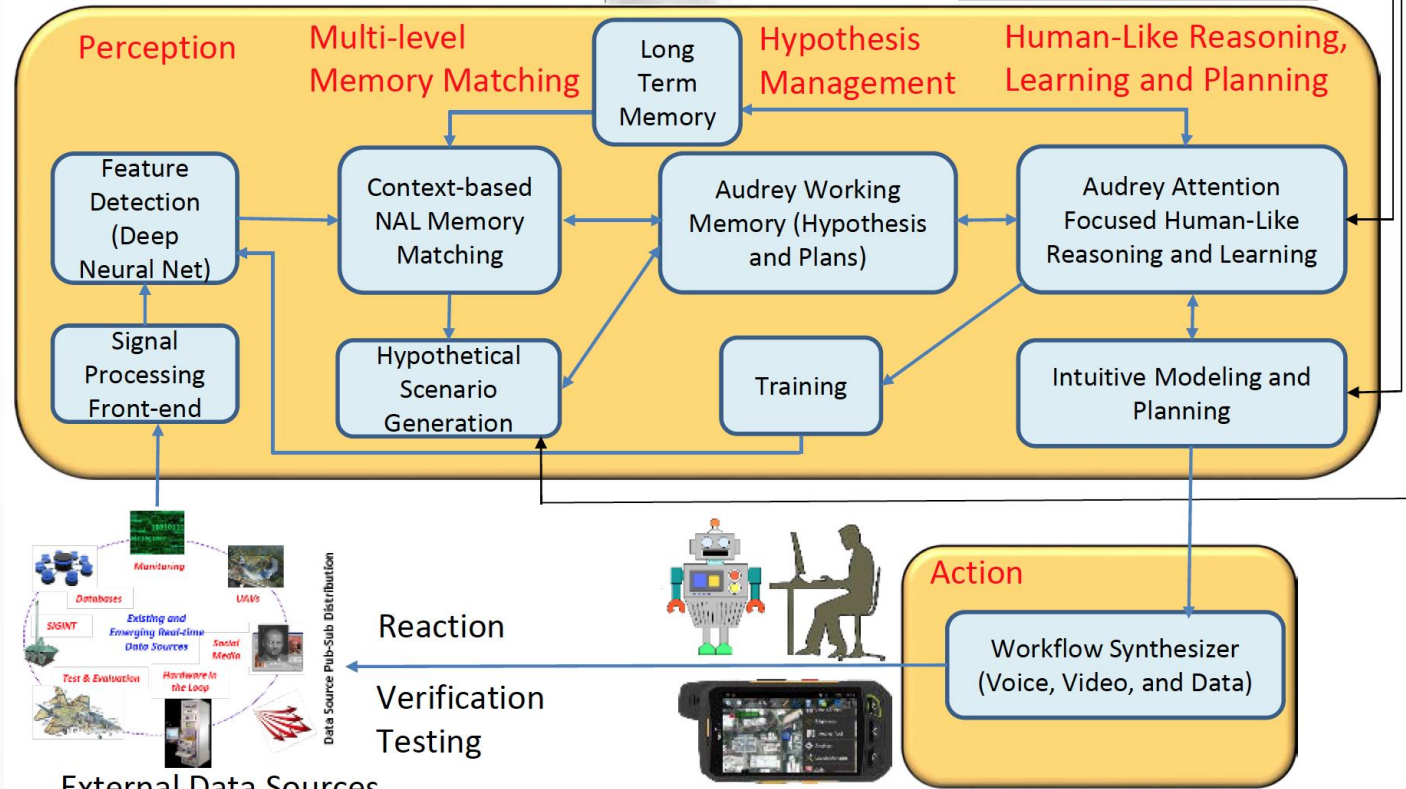 Perception
Multi-level
Memory Matching
Long
Term
Memory
Hypothesis
Management
Human-Like Reasoning,
Learning and Planning
Feature
Detection
(Deep
Neural Net)
Context-based
NAL Memory
Matching
Audrey Working
Memory (Hypothesis
and Plans)
Audrey Attention
Focused Human-Like
Reasoning and Learning
Signal
Processing
Front-end
Hypothetical
Scenario
Generation
Training
Intuitive Modeling and
Planning
Monitoring
Databases
UAVs
SIGINT
Existing and
Emerging Real-time
Data Sources
Social
Media
Test & Evaluation
Hardware in
the Loop
Data Source Pub-Sub Distribution
External Data Sources
Reaction
Verification
Testing
Action
Workflow Synthesizer
(Voice, Video, and Data)